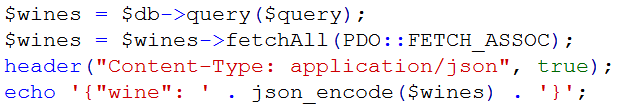 $wines = $db->query($query);
$wines = $wines->fetchAll(PDO::FETCH_ASSOC);
header("Content-Type: application/json", true);
echo '{"wine": ' . json_encode($wines) . '}';